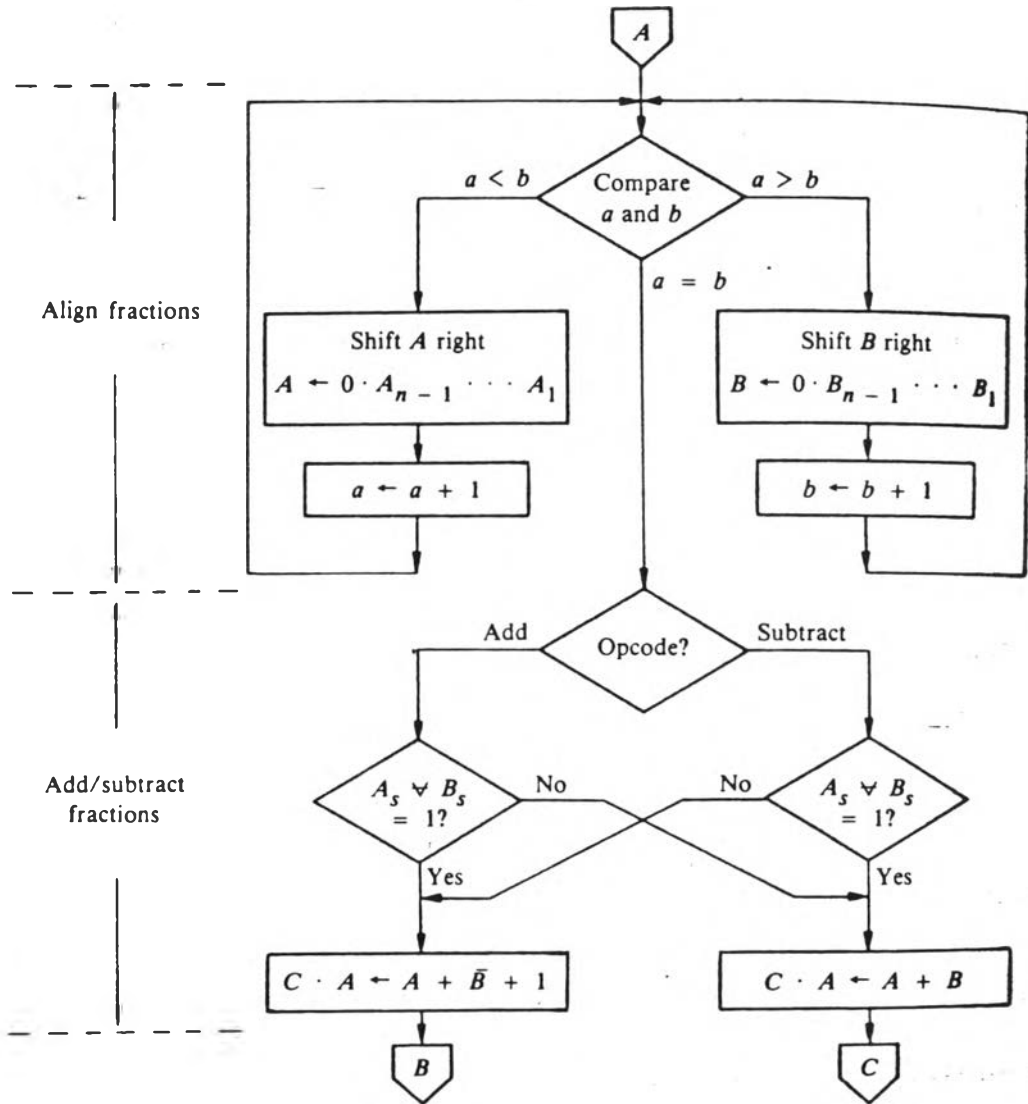 A
a < b
Compare
a and b
a > b
a = b
Align fractions
Shift A right
A ← 0 · A_{n − 1} · · · A_1
Shift B right
B ← 0 · B_{n − 1} · · · B_1
a ← a + 1
b ← b + 1
Add
Opcode?
Subtract
Add/subtract
fractions
A_s ⊻ B_s
= 1?
No
No
A_s ⊻ B_s
= 1?
Yes
Yes
C · A ← A + B̄ + 1
C · A ← A + B
B
C